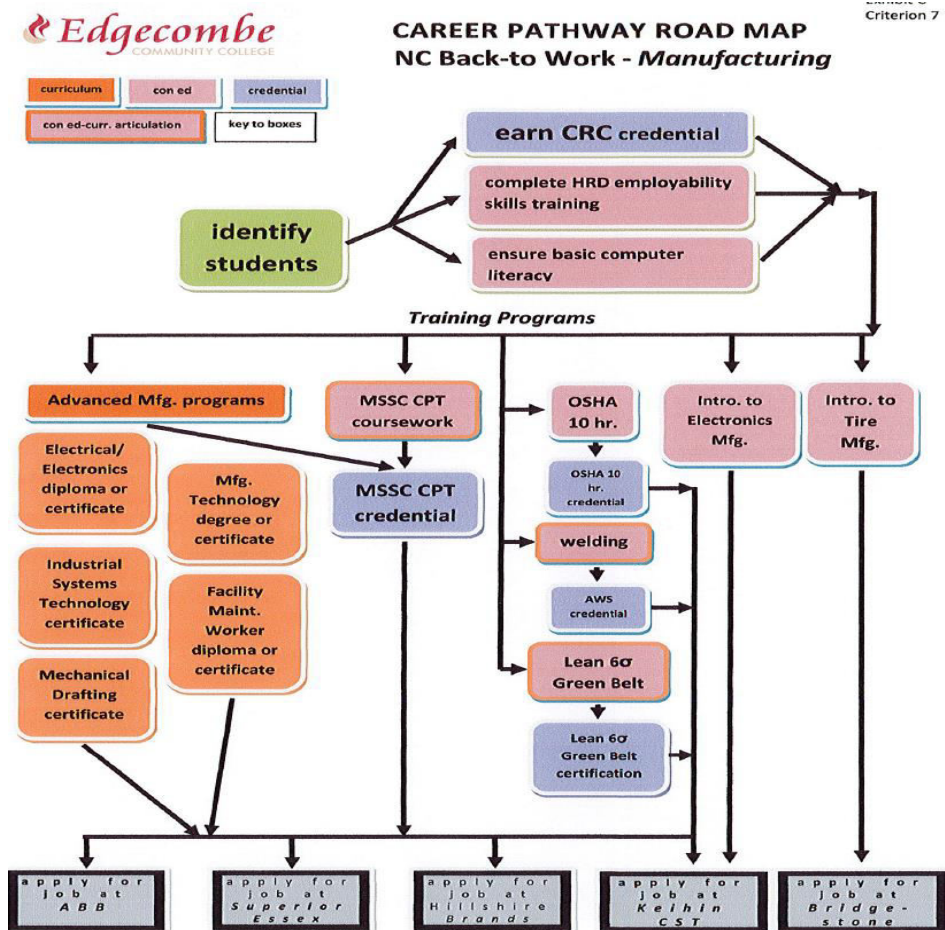 Edgecombe
COMMUNITY COLLEGE
CAREER PATHWAY ROAD MAP
NC Back-to Work - Manufacturing
Criterion 7
curriculum
con ed
credential
con ed-curr. articulation
key to boxes
identify
students
earn CRC credential
complete HRD employability
skills training
ensure basic computer
literacy
Training Programs
Advanced Mfg. programs
Electrical/
Electronics
diploma or
certificate
Industrial
Systems
Technology
certificate
Mechanical
Drafting
certificate
Mfg.
Technology
degree or
certificate
Facility
Maint.
Worker
diploma or
certificate
MSSC CPT
coursework
MSSC CPT
credential
OSHA
10 hr.
OSHA 10
hr.
credential
welding
AWS
credential
Lean 6σ
Green Belt
Lean 6σ
Green Belt
certification
Intro. to
Electronics
Mfg.
Intro. to
Tire
Mfg.
apply for
job at
ABB
apply for
job at
Superior
Essex
apply for
job at
Hillshire
Brands
apply for
job at
Keihin
CST
apply for
job at
Bridge-
stone